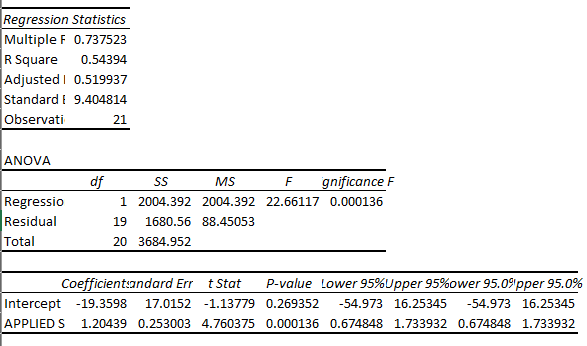 Regression Statistics
Multiple F 0.737523
R Square 0.54394
Adjusted 0.519937
Standard 9.404814
Observati 21
ANOVA
df SS MS F gnificance F
Regressio 1 2004.392 2004.392 22.66117 0.000136
Residual 19 1680.56 88.45053
Total 20 3684.952
Coefficients andard Err t Stat P-value Lower 95% Upper 95% ower 95.0% pper 95.0%
Intercept -19.3598 17.0152 -1.13779 0.269352 -54.973 16.25345 -54.973 16.25345
APPLIED S 1.20439 0.253003 4.760375 0.000136 0.674848 1.733932 0.674848 1.733932